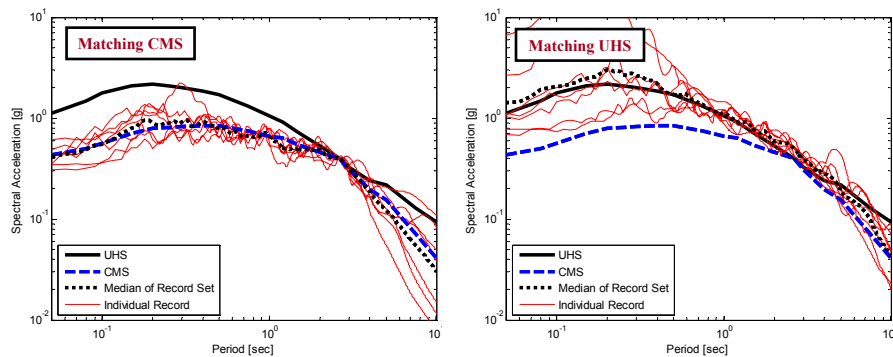 Matching CMS
Spectral Acceleration [g]
10^1
10^0
10^-1
10^-2
UHS
CMS
Median of Record Set
Individual Record
10^-1
10^0
10^1
Period [sec]
Matching UHS
Spectral Acceleration [g]
10^1
10^0
10^-1
10^-2
UHS
CMS
Median of Record Set
Individual Record
10^-1
10^0
10^1
Period [sec]